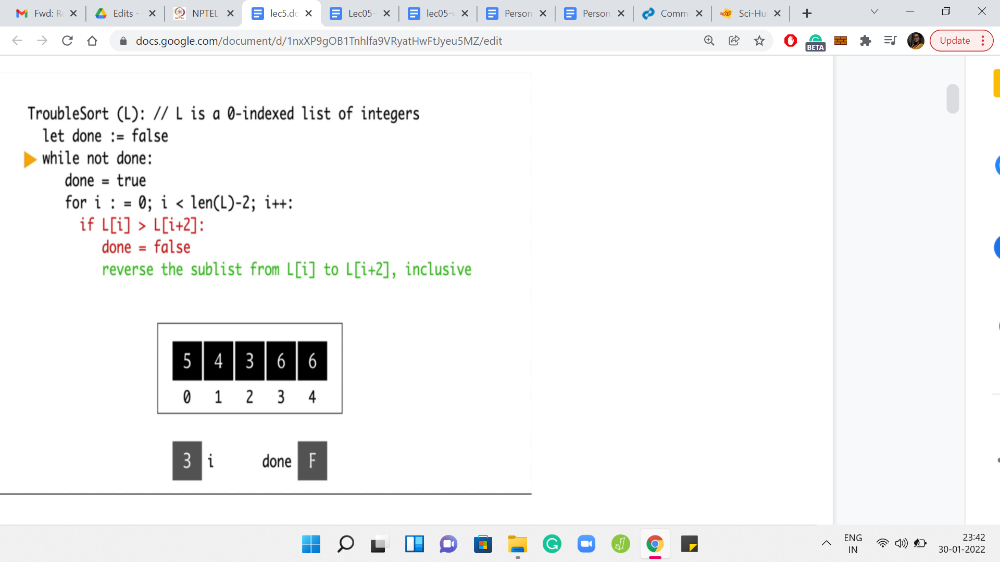 Fwd: Re
Edits -
NPTEL
lec5.do
Lec05-
lec05-v
Person
Person
Comm
Sci-Hu
docs.google.com/document/d/1nxXP9gOB1Tnhlfa9VRyatHwFtJyeu5MZ/edit
BETA
Update
TroubleSort (L): // L is a 0-indexed list of integers
let done := false
while not done:
done = true
for i : = 0; i < len(L)-2; i++:
if L[i] > L[i+2]:
done = false
reverse the sublist from L[i] to L[i+2], inclusive
5 4 3 6 6
0 1 2 3 4
3 i done F
ENG
IN
23:42
30-01-2022